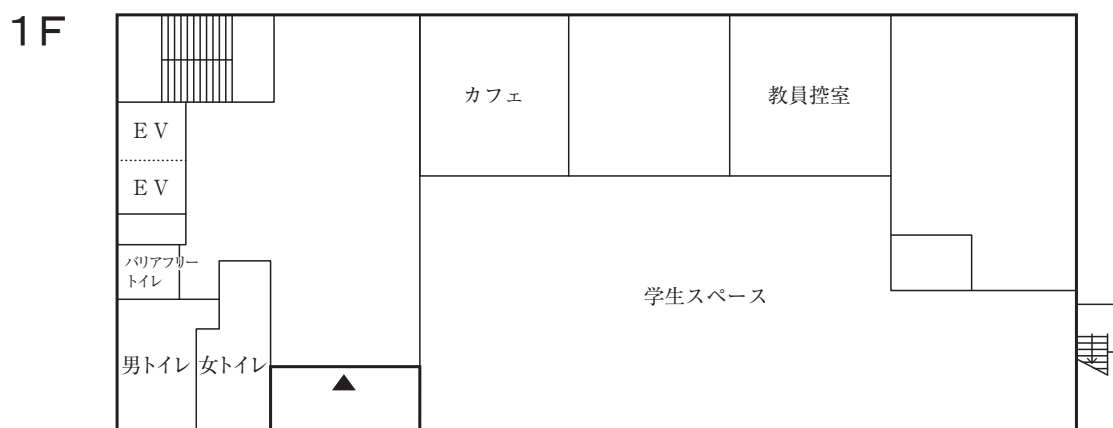 1F
カフェ
教員控室
EV
EV
バリアフリー
トイレ
学生スペース
男トイレ
女トイレ